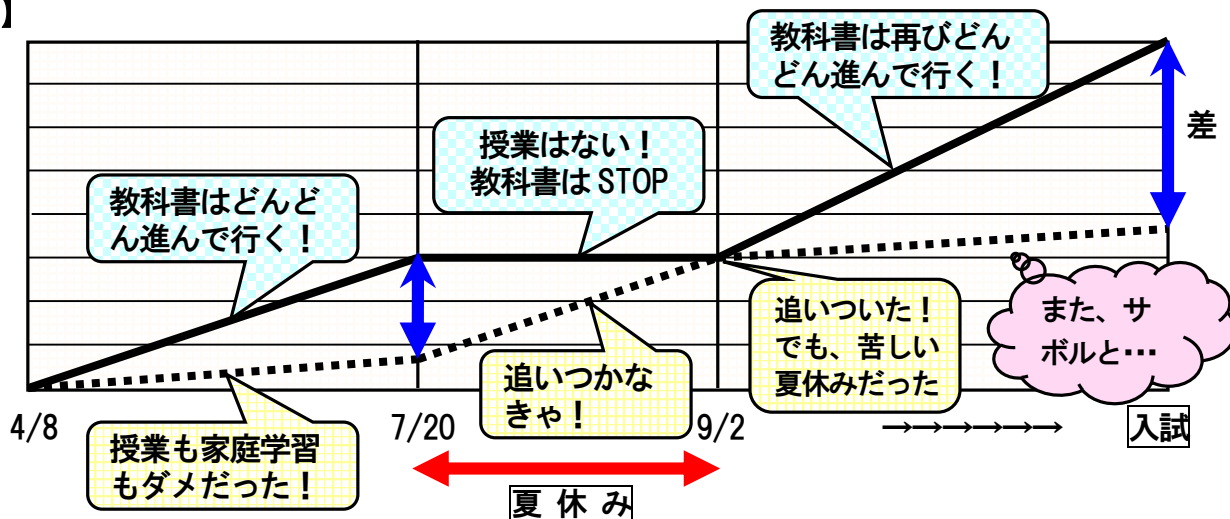 】
教科書は再びどん
どん進んで行く！
差
授業はない！
教科書は STOP
教科書はどんど
ん進んで行く！
追いついた！
でも、苦しい
夏休みだった
また、サ
ボルと…
追いつかな
きゃ！
4/8
7/20
9/2
→→→→→→
入試
授業も家庭学習
もダメだった！
夏 休 み